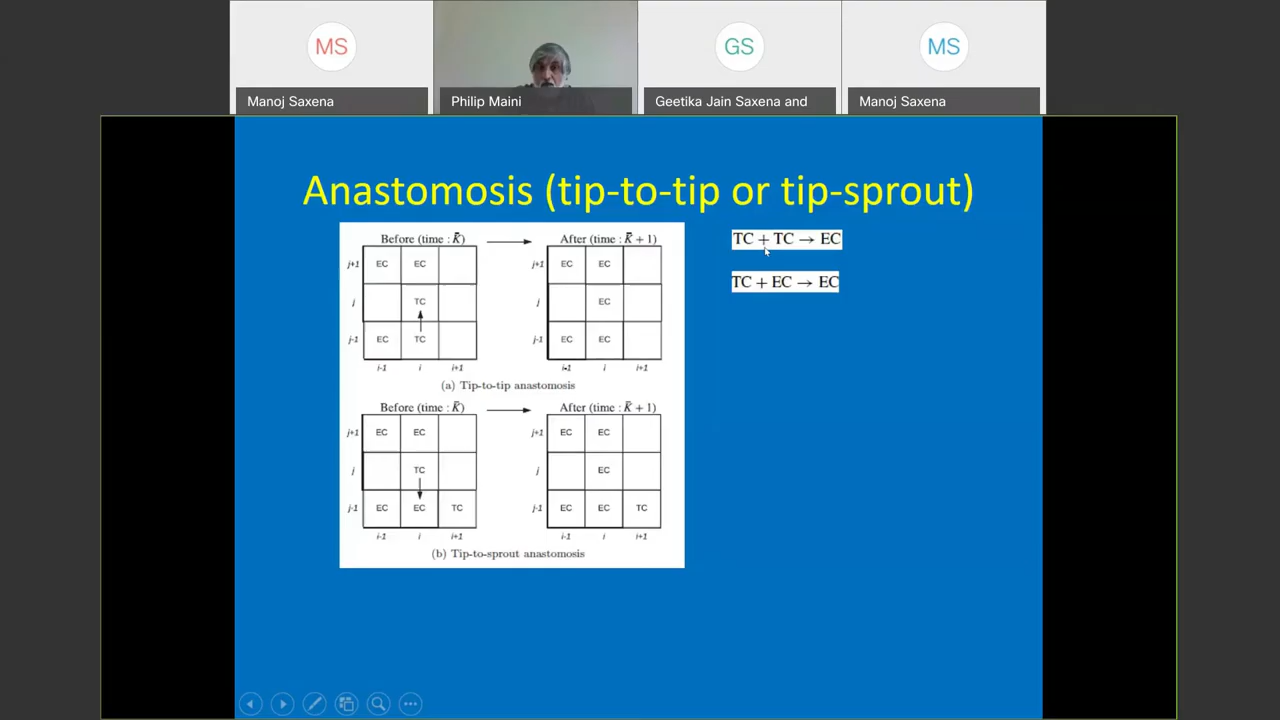 MS
GS
MS
Manoj Saxena
Philip Maini
Geetika Jain Saxena and
Manoj Saxena
Anastomosis (tip-to-tip or tip-sprout)
Before (time : K̄)
After (time : K̄ + 1)
j+1 EC EC
j TC
j-1 EC TC
i-1 i i+1
j+1 EC EC
j EC
j-1 EC EC
i-1 i i+1
(a) Tip-to-tip anastomosis
Before (time : K̄)
After (time : K̄ + 1)
j+1 EC EC
j TC
j-1 EC EC TC
i-1 i i+1
j+1 EC EC
j EC
j-1 EC EC TC
i-1 i i+1
(b) Tip-to-sprout anastomosis
TC + TC → EC
TC + EC → EC